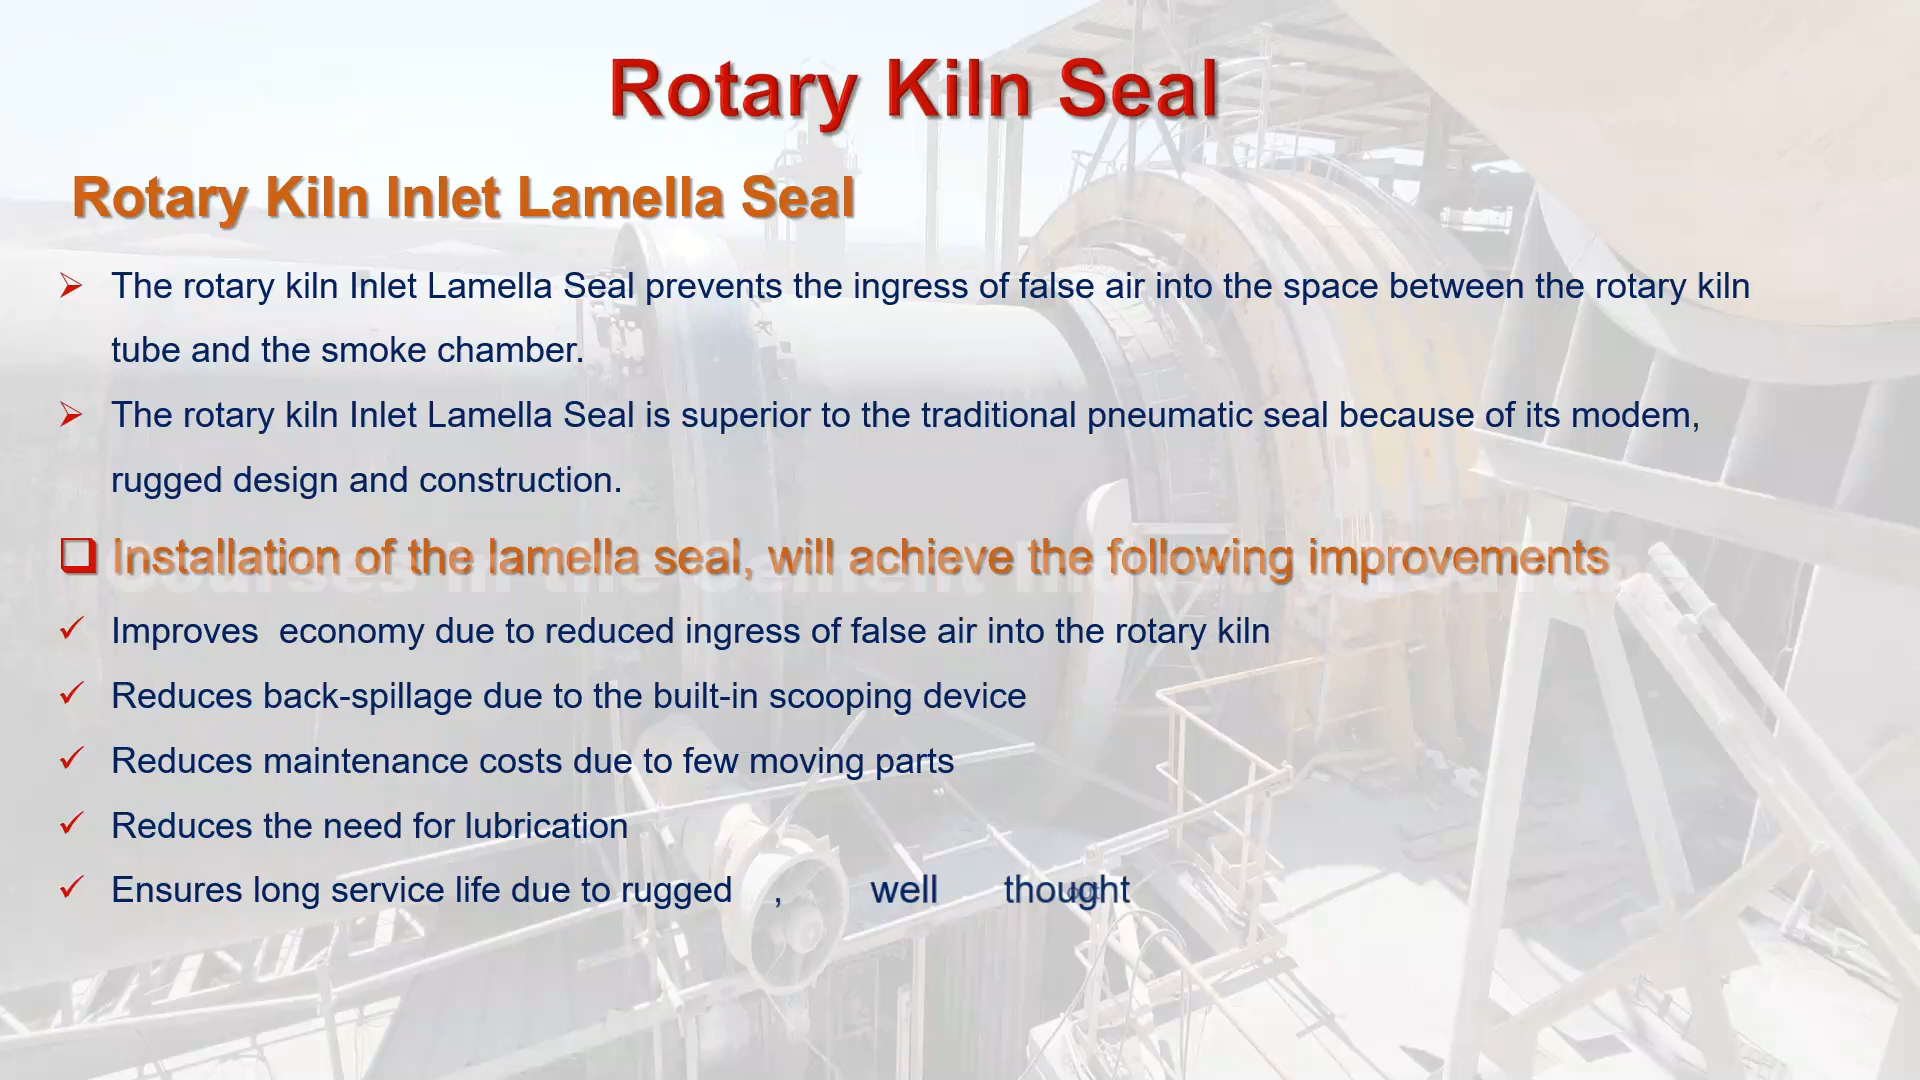 Rotary Kiln Seal
Rotary Kiln Inlet Lamella Seal
The rotary kiln Inlet Lamella Seal prevents the ingress of false air into the space between the rotary kiln
tube and the smoke chamber.
The rotary kiln Inlet Lamella Seal is superior to the traditional pneumatic seal because of its modem,
rugged design and construction.
Installation of the lamella seal, will achieve the following improvements
Improves economy due to reduced ingress of false air into the rotary kiln
Reduces back-spillage due to the built-in scooping device
Reduces maintenance costs due to few moving parts
Reduces the need for lubrication
Ensures long service life due to rugged , well thought